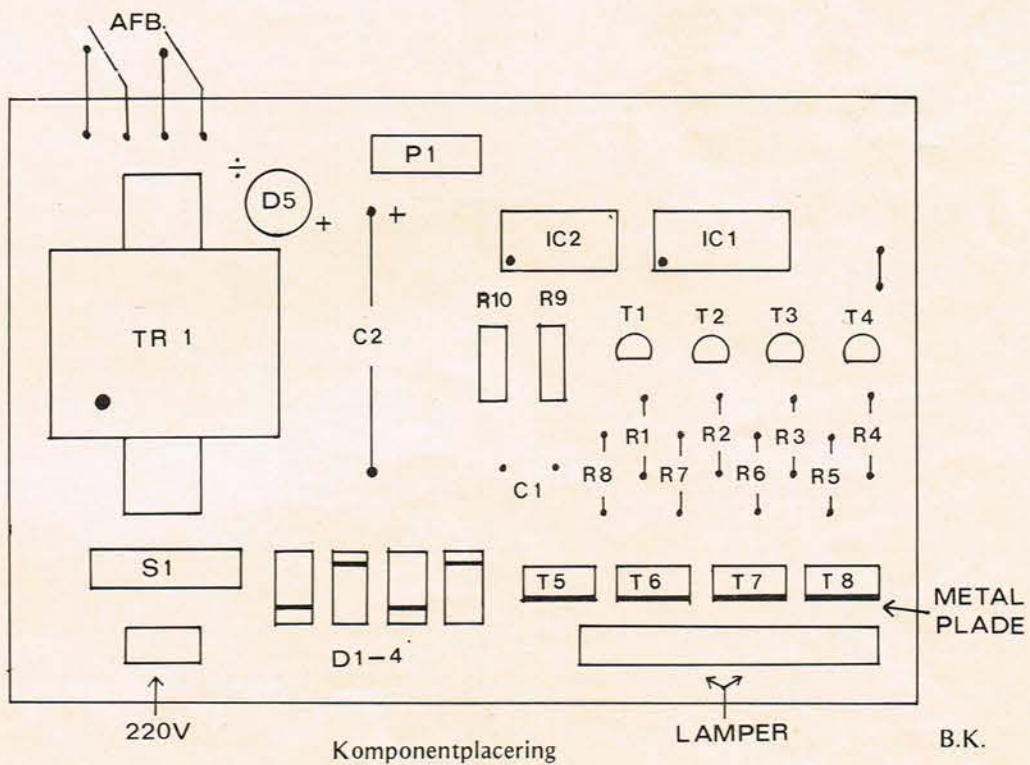 AFB.
P1
÷
D5
+
+
IC2
IC1
R10
R9
T1
T2
T3
T4
TR 1
C2
R1
R2
R3
R4
R8
R7
R6
R5
C1
S1
T5
T6
T7
T8
METAL
PLADE
D1-4
220V
LAMPER
Komponentplacering
B.K.